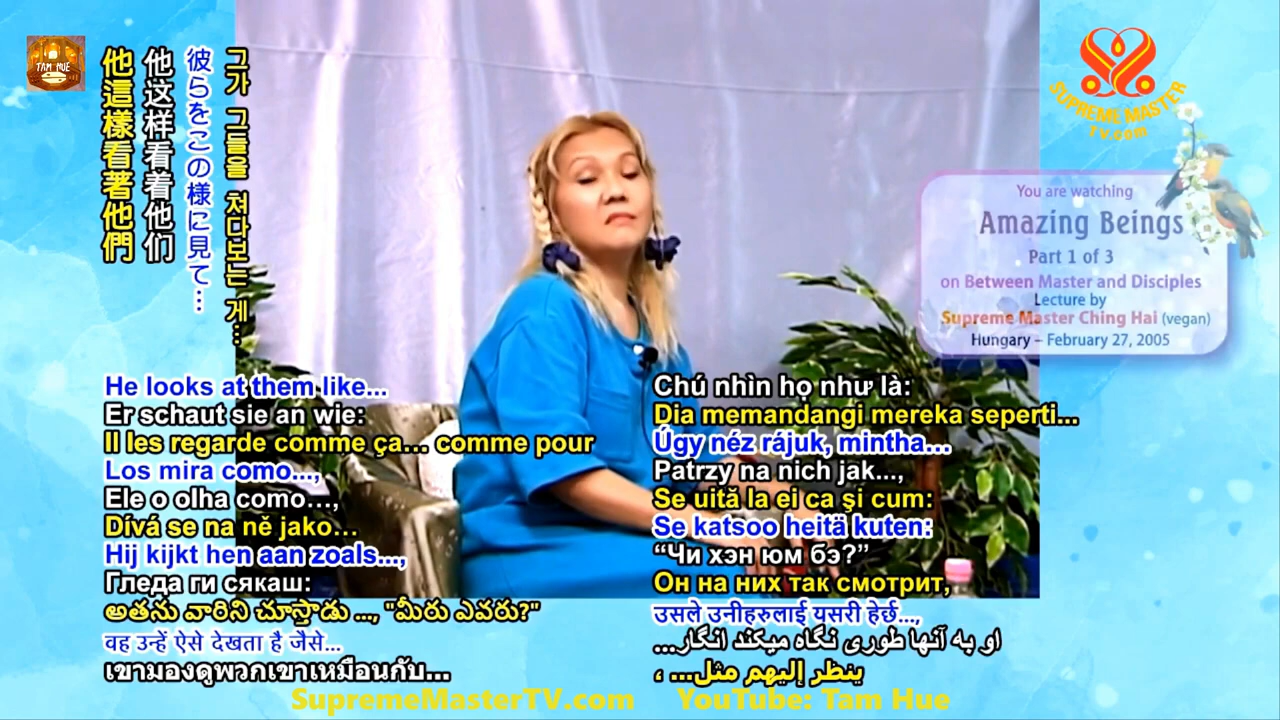 TAM HUE
SUPREME MASTER
TV.com
他這樣看著他們
他这样看着他们
彼らをこの様に見て…
그가 그들을 쳐다보는 게…
You are watching
Amazing Beings
Part 1 of 3
on Between Master and Disciples
Lecture by
Supreme Master Ching Hai (vegan)
Hungary – February 27, 2005
He looks at them like...
Er schaut sie an wie:
Il les regarde comme ça… comme pour
Los mira como...,
Ele o olha como…,
Dívá se na ně jako…
Hij kijkt hen aan zoals...,
Гледа ги сякаш:
అతను వారిని చూస్తాడు ..., "మీరు ఎవరు?"
वह उन्हें ऐसे देखता है जैसे...
เขามองดูพวกเขาเหมือนกับ...
Chú nhìn họ như là:
Dia memandangi mereka seperti...
Úgy néz rájuk, mintha...
Patrzy na nich jak...,
Se uită la ei ca şi cum:
Se katsoo heitä kuten:
“Чи хэн юм бэ?”
Он на них так смотрит,
उसले उनीहरुलाई यसरी हेर्छ...,
او به آنها طوری نگاه میکند انگار...
ينظر إليهم مثل... ،
SupremeMasterTV.com YouTube: Tam Hue